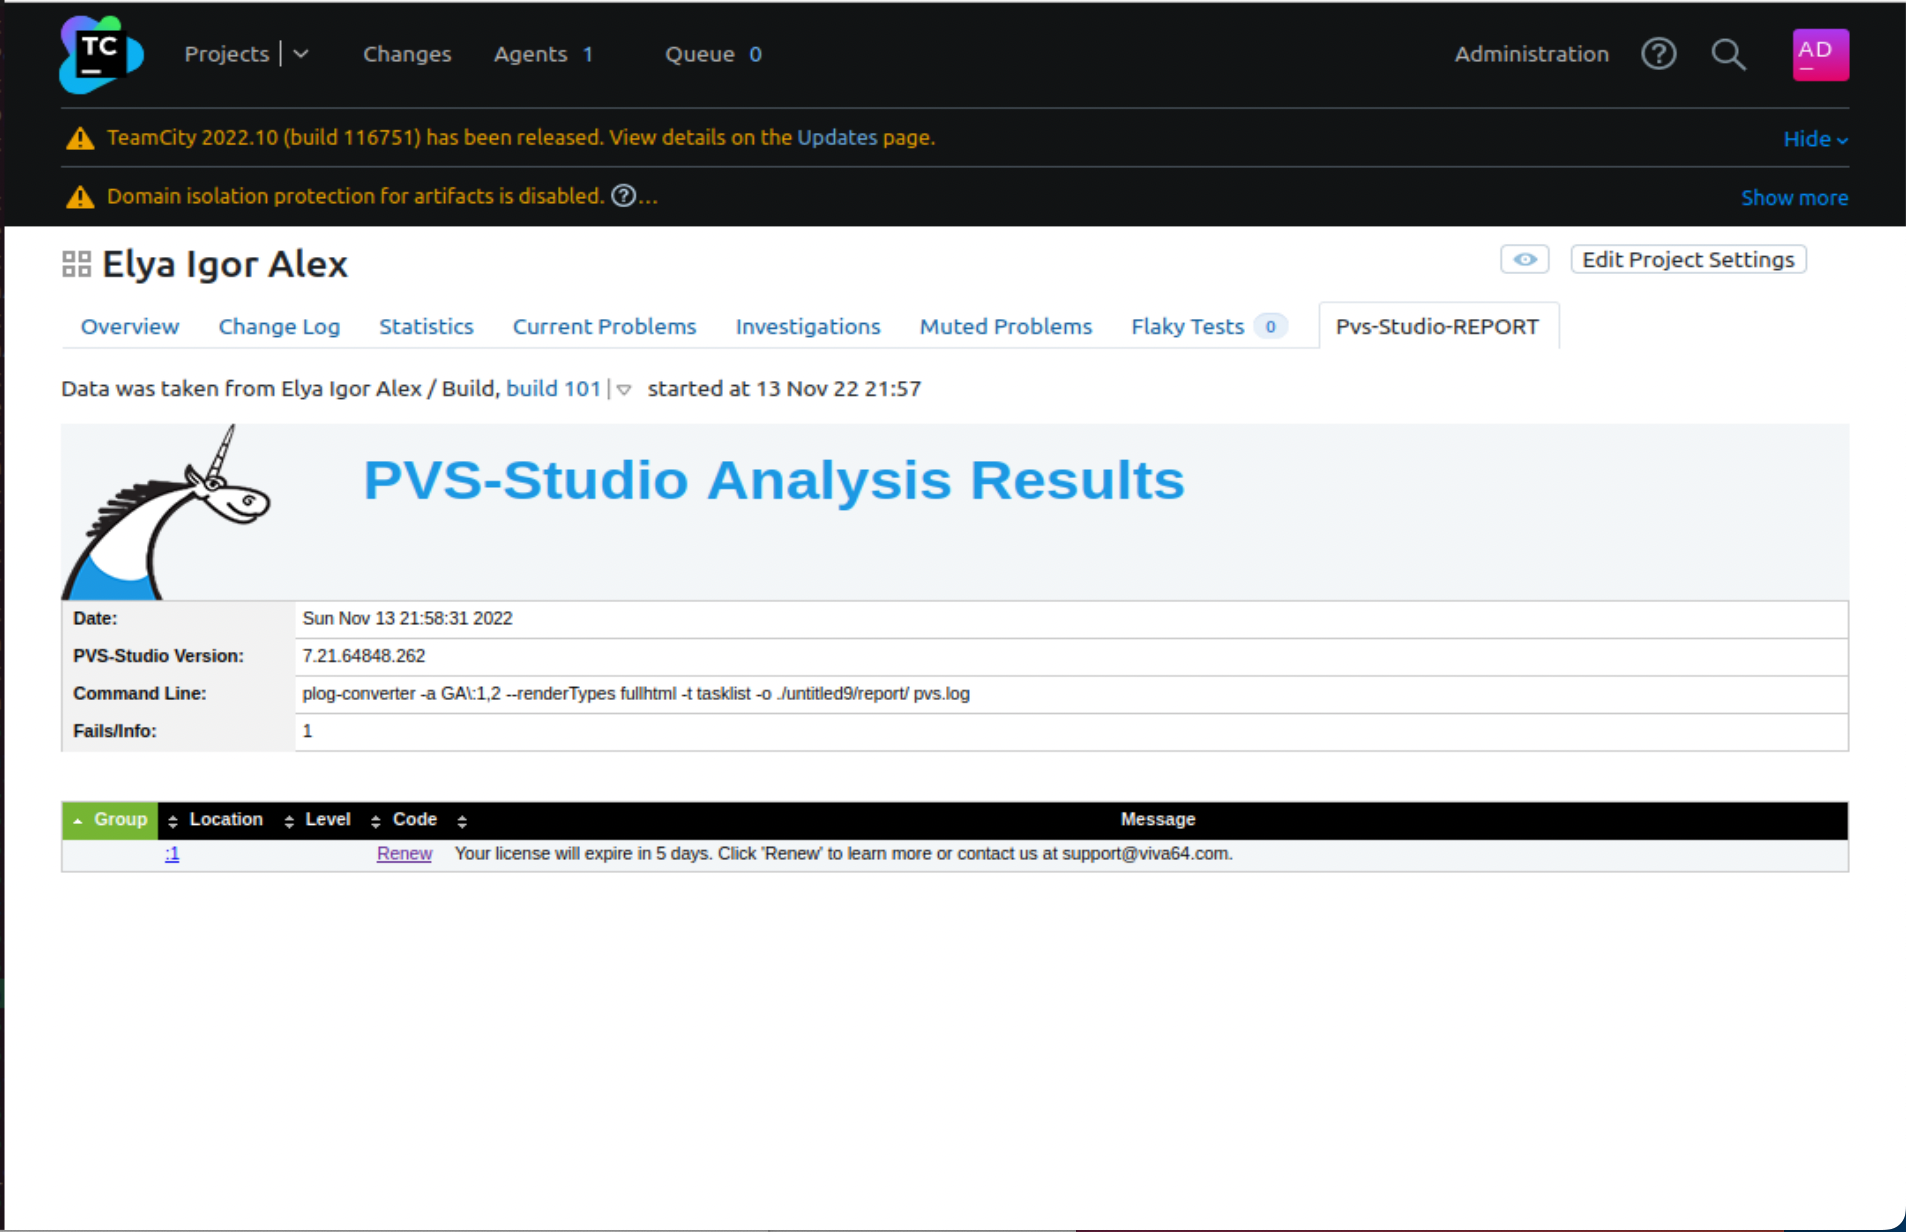 TC
Projects
Changes
Agents 1
Queue 0
Administration
AD
TeamCity 2022.10 (build 116751) has been released. View details on the Updates page.
Hide
Domain isolation protection for artifacts is disabled. ?...
Show more
Elya Igor Alex
Edit Project Settings
Overview
Change Log
Statistics
Current Problems
Investigations
Muted Problems
Flaky Tests 0
Pvs-Studio-REPORT
Data was taken from Elya Igor Alex / Build, build 101 started at 13 Nov 22 21:57
PVS-Studio Analysis Results
Date: Sun Nov 13 21:58:31 2022
PVS-Studio Version: 7.21.64848.262
Command Line: plog-converter -a GA\:1,2 --renderTypes fullhtml -t tasklist -o ./untitled9/report/ pvs.log
Fails/Info: 1
Group Location Level Code Message
:1 Renew Your license will expire in 5 days. Click 'Renew' to learn more or contact us at support@viva64.com.